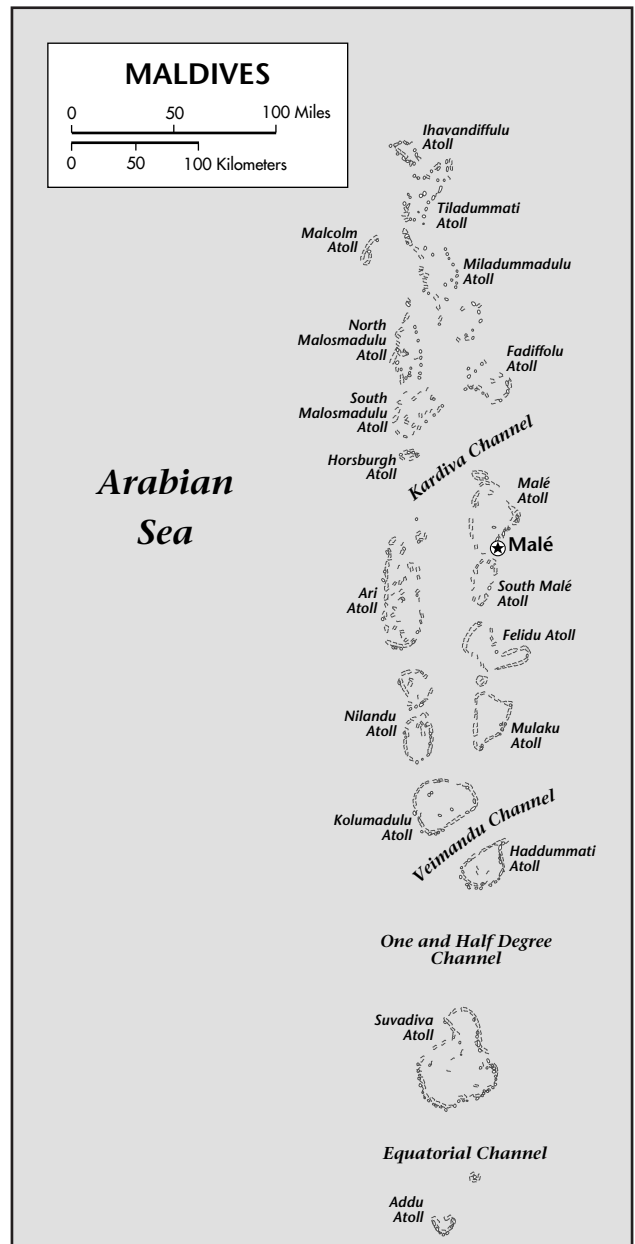 MALDIVES
0 50 100 Miles
0 50 100 Kilometers
Ihavandiffulu
Atoll
Tiladummati
Atoll
Malcolm
Atoll
Miladummadulu
Atoll
North
Malosmadulu
Atoll
Fadiffolu
Atoll
South
Malosmadulu
Atoll
Kardiva Channel
Horsburgh
Atoll
Arabian
Sea
Malé
Atoll
Malé
Ari
Atoll
South Malé
Atoll
Felidu Atoll
Nilandu
Atoll
Mulaku
Atoll
Kolumadulu
Atoll
Veimandu Channel
Haddummati
Atoll
One and Half Degree
Channel
Suvadiva
Atoll
Equatorial Channel
Addu
Atoll